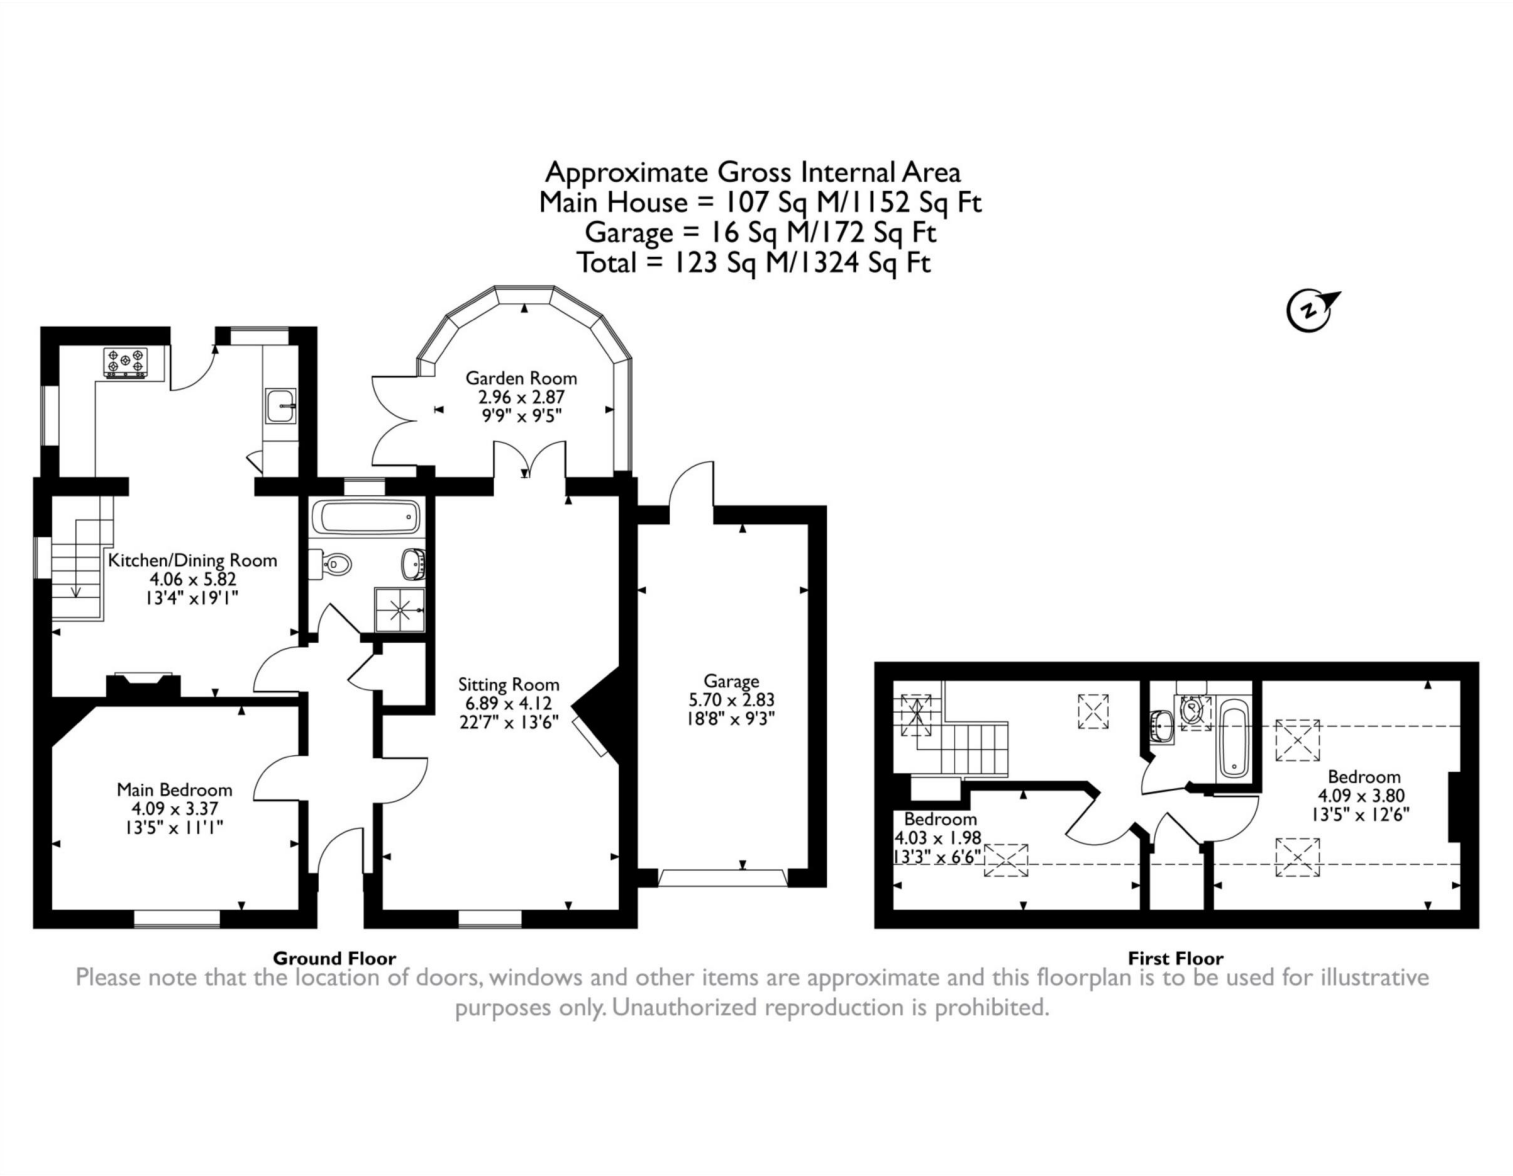 Approximate Gross Internal Area
Main House = 107 Sq M/1152 Sq Ft
Garage = 16 Sq M/172 Sq Ft
Total = 123 Sq M/1324 Sq Ft
N
Garden Room
2.96 x 2.87
9'9" x 9'5"
Kitchen/Dining Room
4.06 x 5.82
13'4" x19'1"
Sitting Room
6.89 x 4.12
22'7" x 13'6"
Garage
5.70 x 2.83
18'8" x 9'3"
Main Bedroom
4.09 x 3.37
13'5" x 11'1"
Bedroom
4.09 x 3.80
13'5" x 12'6"
Bedroom
4.03 x 1.98
13'3" x 6'6"
Ground Floor
First Floor
Please note that the location of doors, windows and other items are approximate and this floorplan is to be used for illustrative
purposes only. Unauthorized reproduction is prohibited.